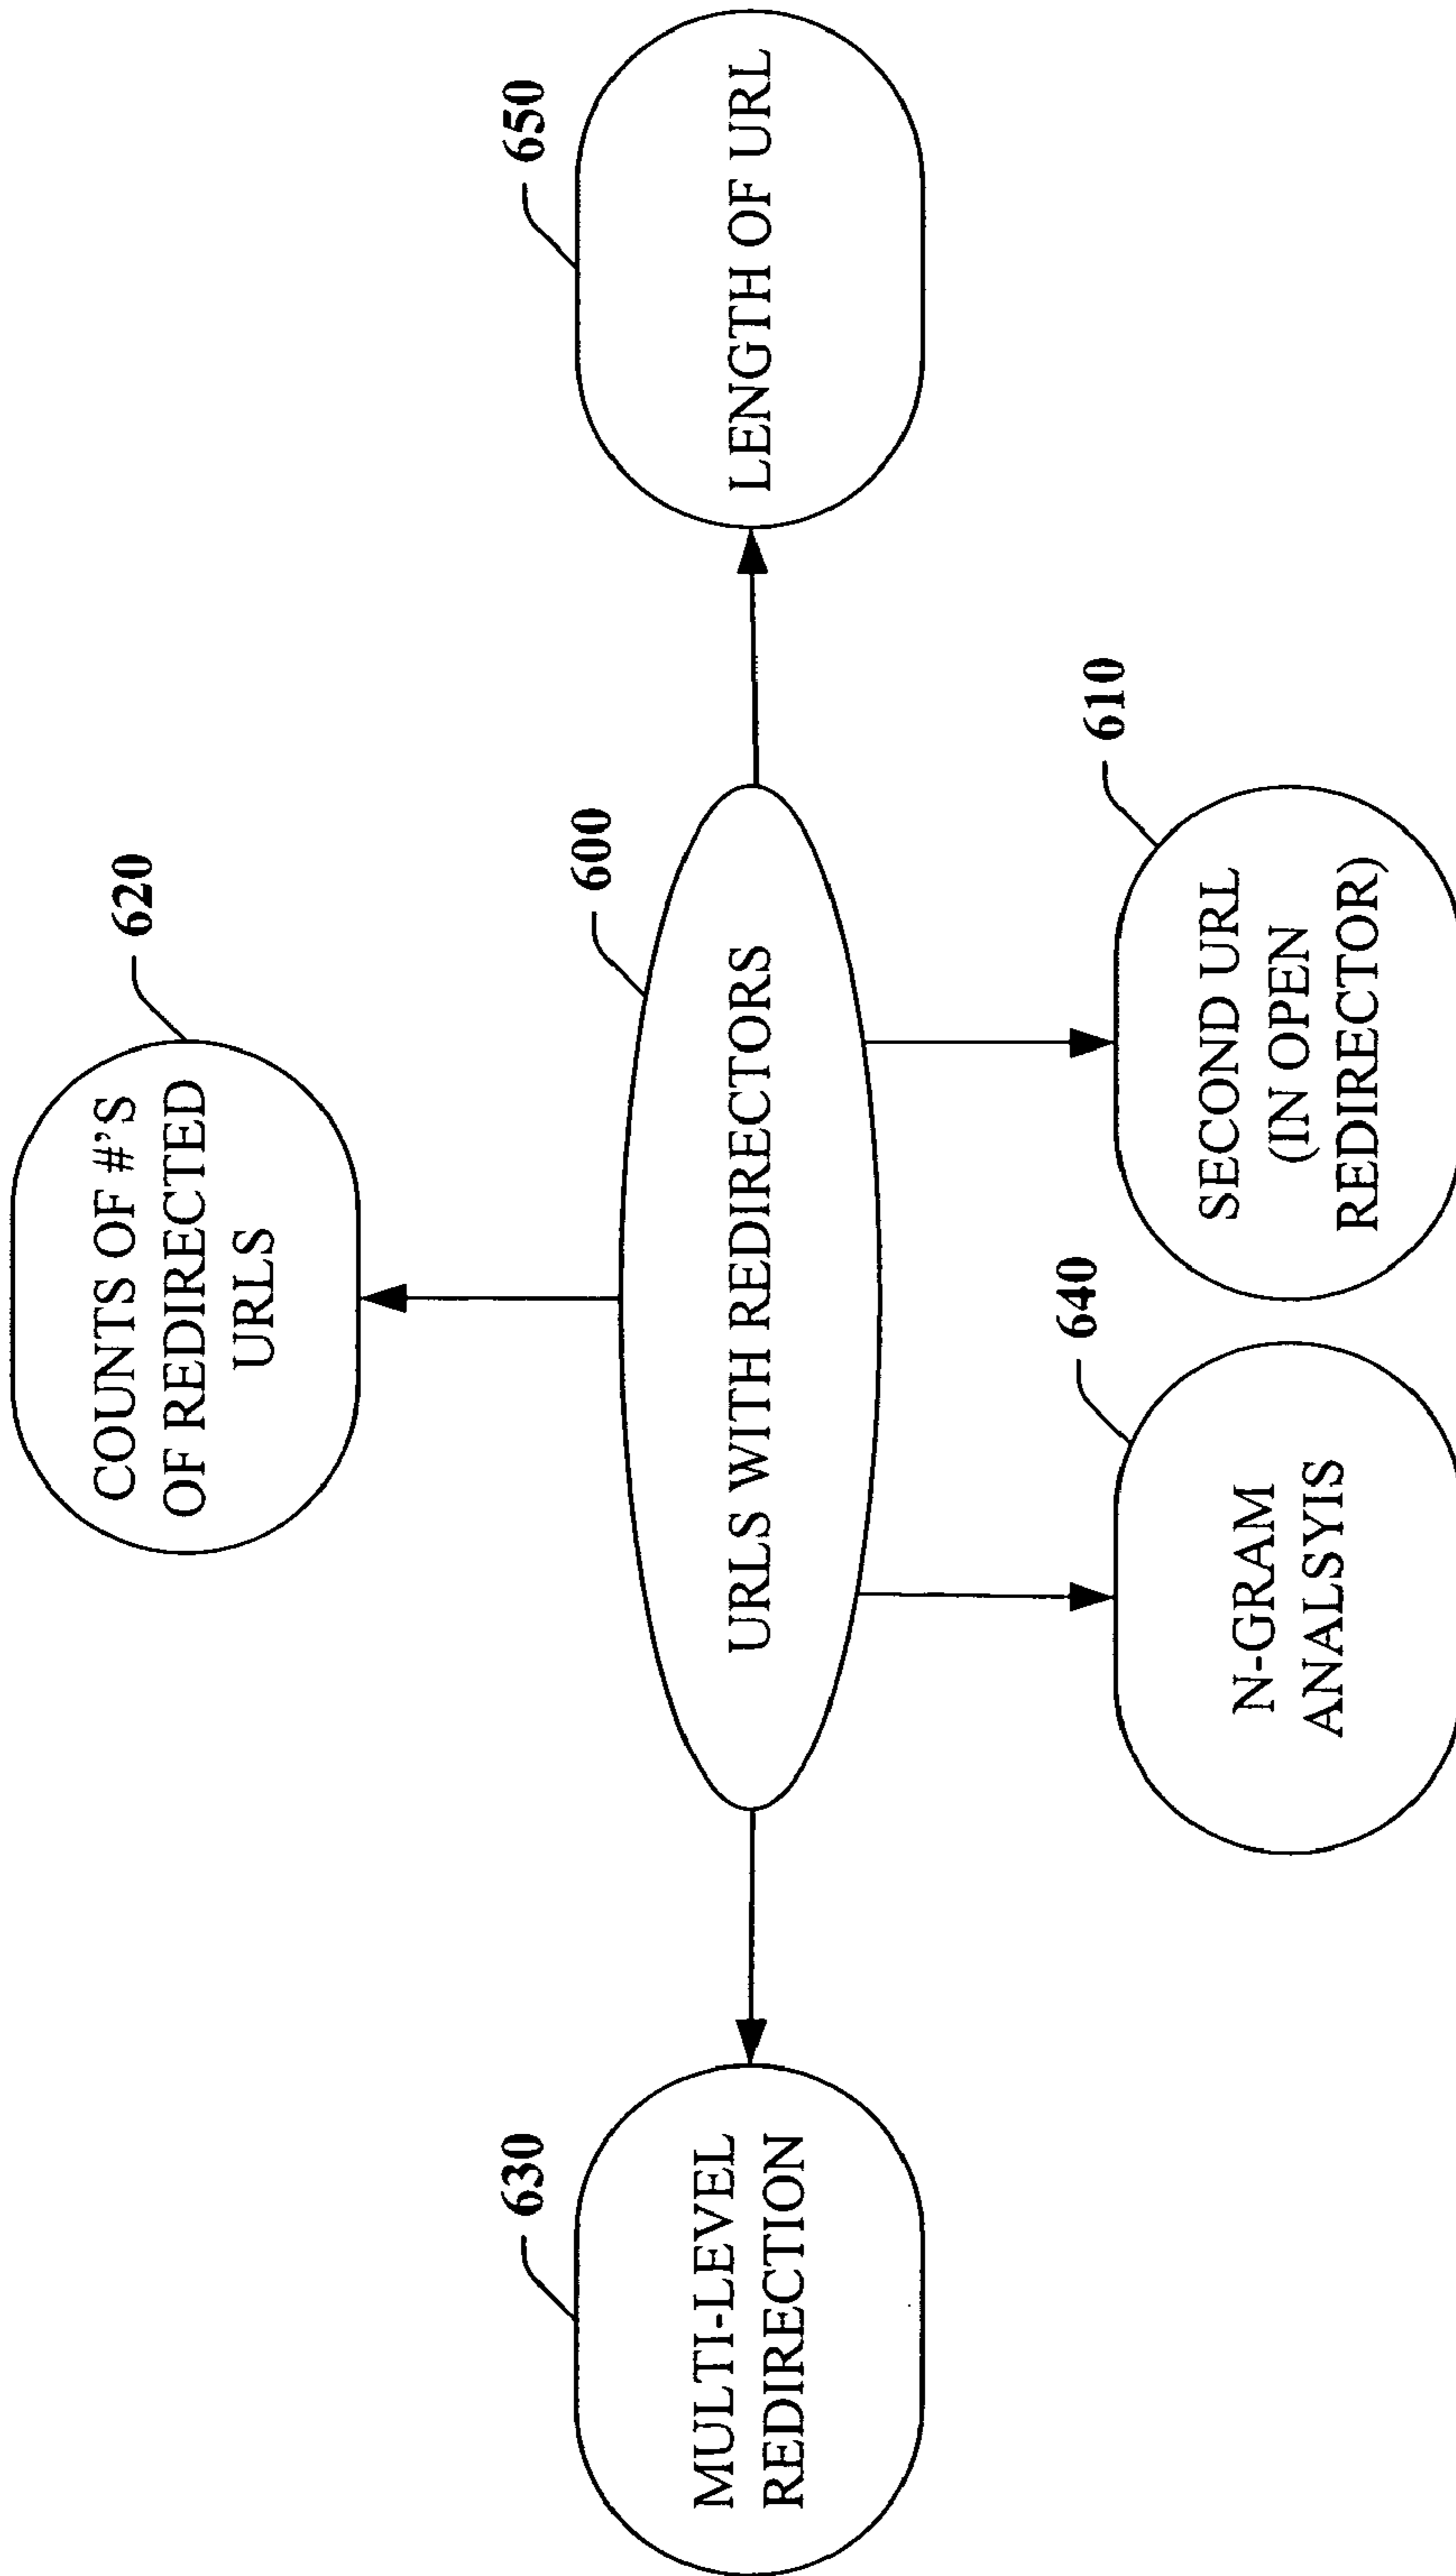 620
COUNTS OF #'S
OF REDIRECTED
URLS
630
MULTI-LEVEL
REDIRECTION
600
URLS WITH REDIRECTORS
650
LENGTH OF URL
640
N-GRAM
ANALSYIS
610
SECOND URL
(IN OPEN
REDIRECTOR)